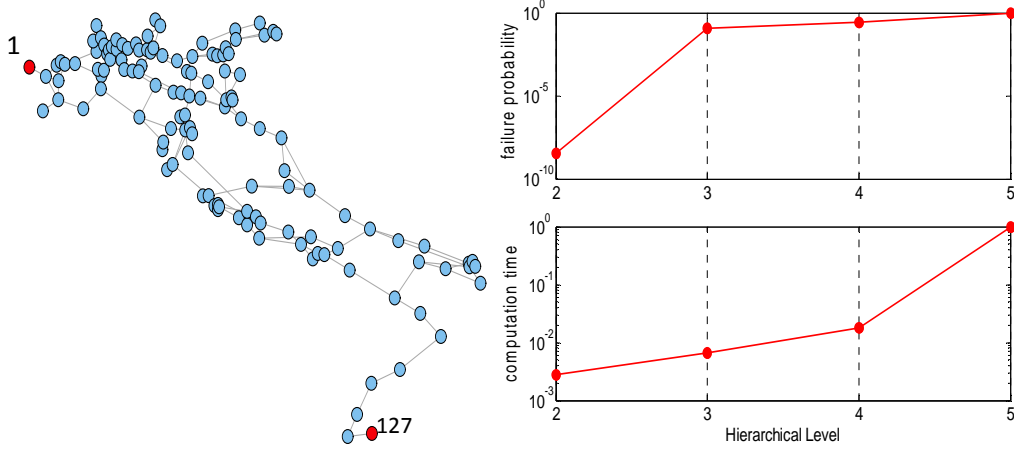 1
127
failure probability
10^0
10^-5
10^-10
2 3 4 5
computation time
10^0
10^-1
10^-2
10^-3
2 3 4 5
Hierarchical Level